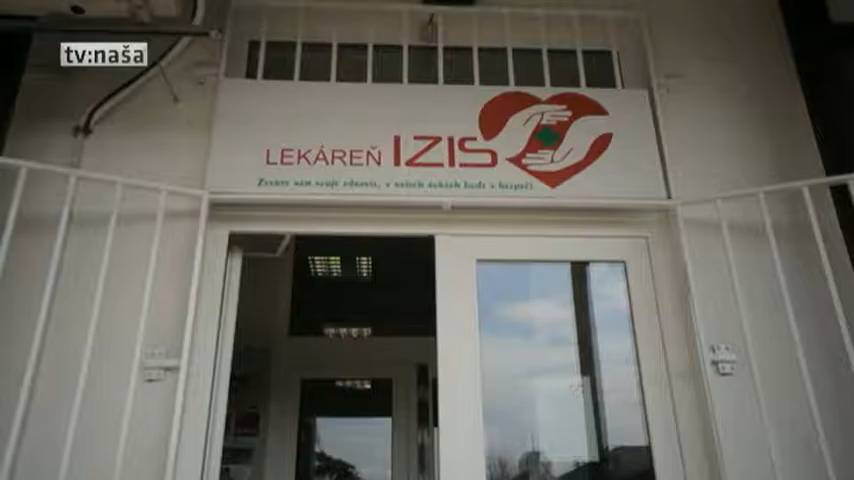 tv:naša
LEKÁREŇ IZIS
Zverte nám svoje zdravie, v našich rukách bude v bezpečí